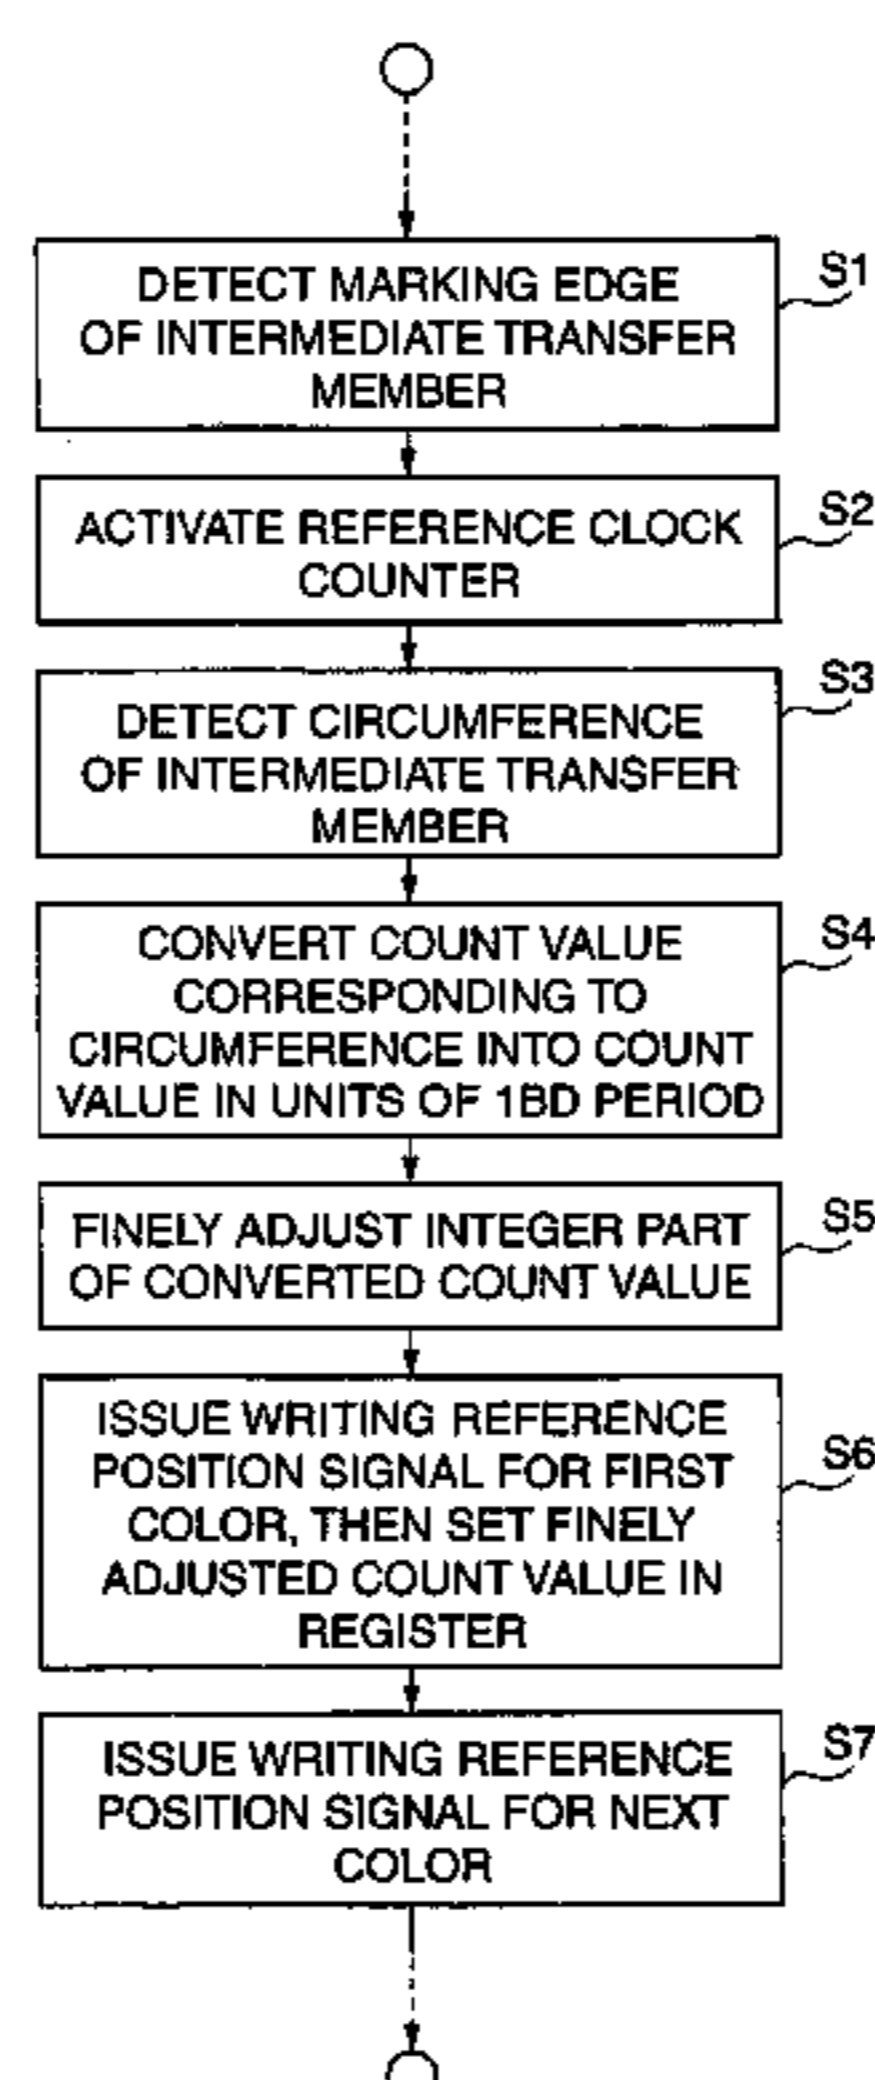 S1
DETECT MARKING EDGE
OF INTERMEDIATE TRANSFER
MEMBER
S2
ACTIVATE REFERENCE CLOCK
COUNTER
S3
DETECT CIRCUMFERENCE
OF INTERMEDIATE TRANSFER
MEMBER
S4
CONVERT COUNT VALUE
CORRESPONDING TO
CIRCUMFERENCE INTO COUNT
VALUE IN UNITS OF 1BD PERIOD
S5
FINELY ADJUST INTEGER PART
OF CONVERTED COUNT VALUE
S6
ISSUE WRITING REFERENCE
POSITION SIGNAL FOR FIRST
COLOR, THEN SET FINELY
ADJUSTED COUNT VALUE IN
REGISTER
S7
ISSUE WRITING REFERENCE
POSITION SIGNAL FOR NEXT
COLOR